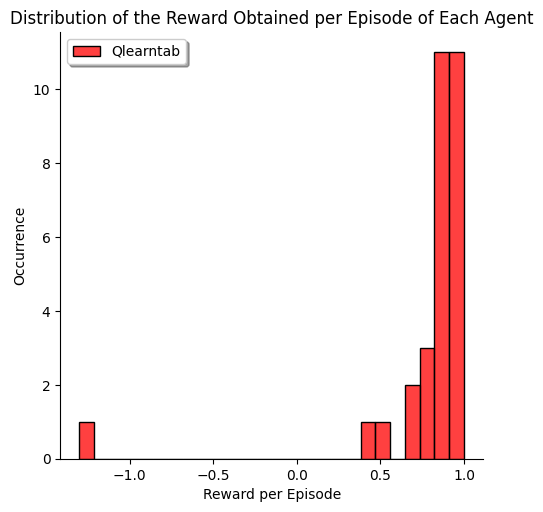 Distribution of the Reward Obtained per Episode of Each Agent
Qlearntab
Occurrence
10
8
6
4
2
0
−1.0 −0.5 0.0 0.5 1.0
Reward per Episode